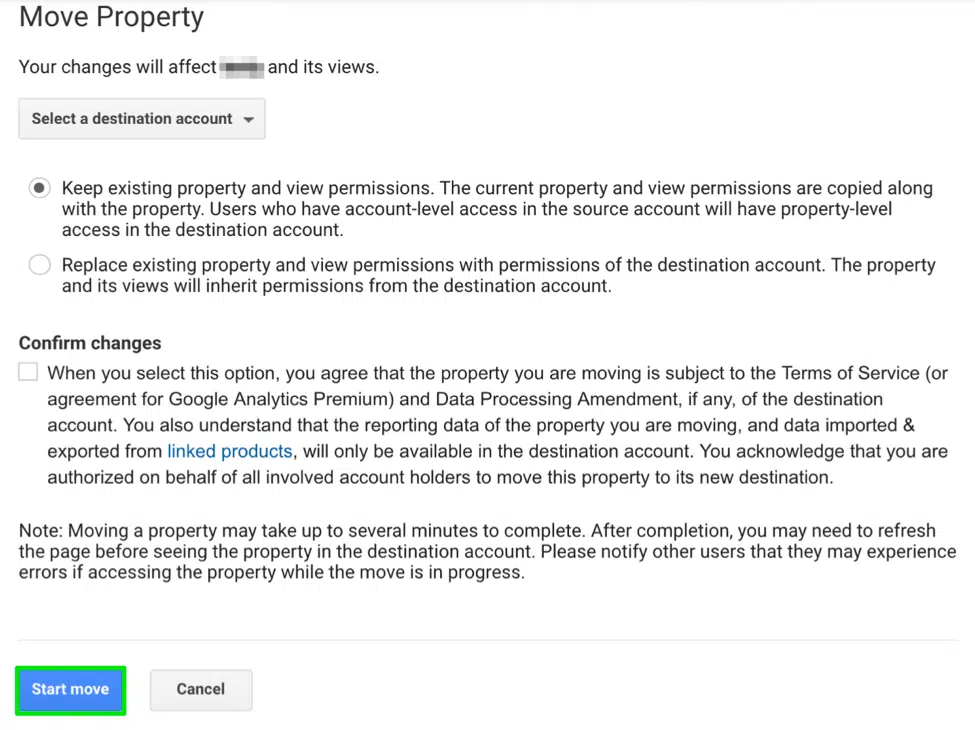 Move Property
Your changes will affect and its views.
Select a destination account
Keep existing property and view permissions. The current property and view permissions are copied along
with the property. Users who have account-level access in the source account will have property-level
access in the destination account.
Replace existing property and view permissions with permissions of the destination account. The property
and its views will inherit permissions from the destination account.
Confirm changes
When you select this option, you agree that the property you are moving is subject to the Terms of Service (or
agreement for Google Analytics Premium) and Data Processing Amendment, if any, of the destination
account. You also understand that the reporting data of the property you are moving, and data imported &
exported from linked products, will only be available in the destination account. You acknowledge that you are
authorized on behalf of all involved account holders to move this property to its new destination.
Note: Moving a property may take up to several minutes to complete. After completion, you may need to refresh
the page before seeing the property in the destination account. Please notify other users that they may experience
errors if accessing the property while the move is in progress.
Start move
Cancel